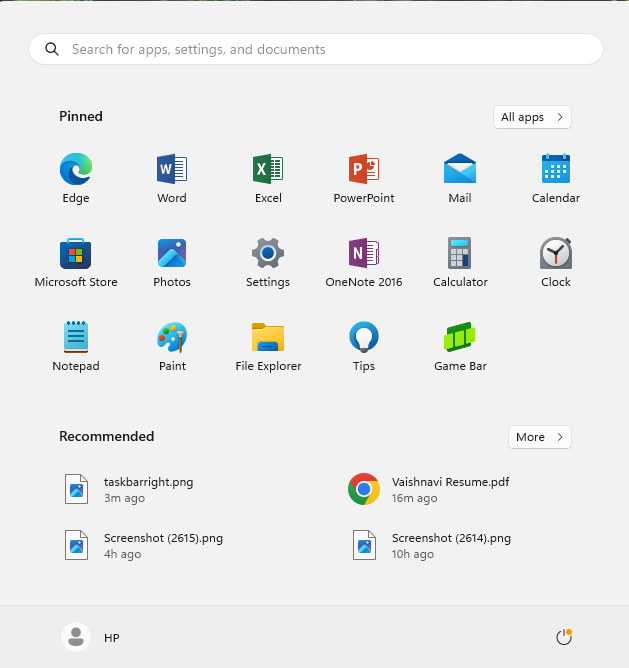 Search for apps, settings, and documents
Pinned
All apps
Edge
Word
Excel
PowerPoint
Mail
Calendar
Microsoft Store
Photos
Settings
OneNote 2016
Calculator
Clock
Notepad
Paint
File Explorer
Tips
Game Bar
Recommended
More
taskbarright.png
3m ago
Vaishnavi Resume.pdf
16m ago
Screenshot (2615).png
4h ago
Screenshot (2614).png
10h ago
HP